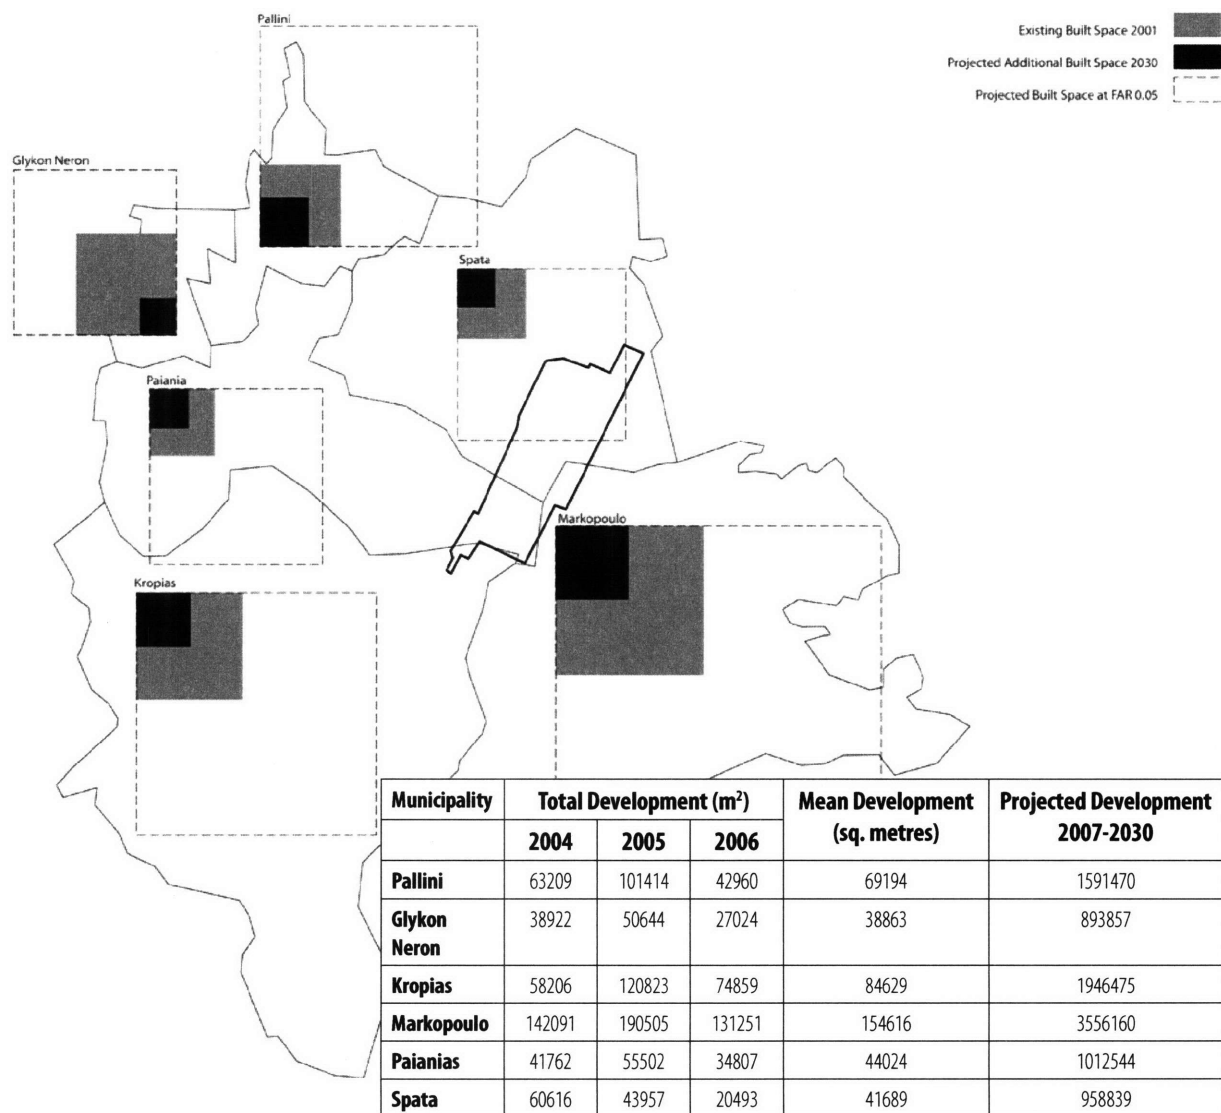 Pallini
Existing Built Space 2001
Projected Additional Built Space 2030
Projected Built Space at FAR 0.05
Glykon Neron
Spata
Paiania
Markopoulo
Kropias
Municipality Total Development (m²) Mean Development (sq. metres) Projected Development 2007-2030
2004 2005 2006
Pallini 63209 101414 42960 69194 1591470
Glykon Neron 38922 50644 27024 38863 893857
Kropias 58206 120823 74859 84629 1946475
Markopoulo 142091 190505 131251 154616 3556160
Paianias 41762 55502 34807 44024 1012544
Spata 60616 43957 20493 41689 958839